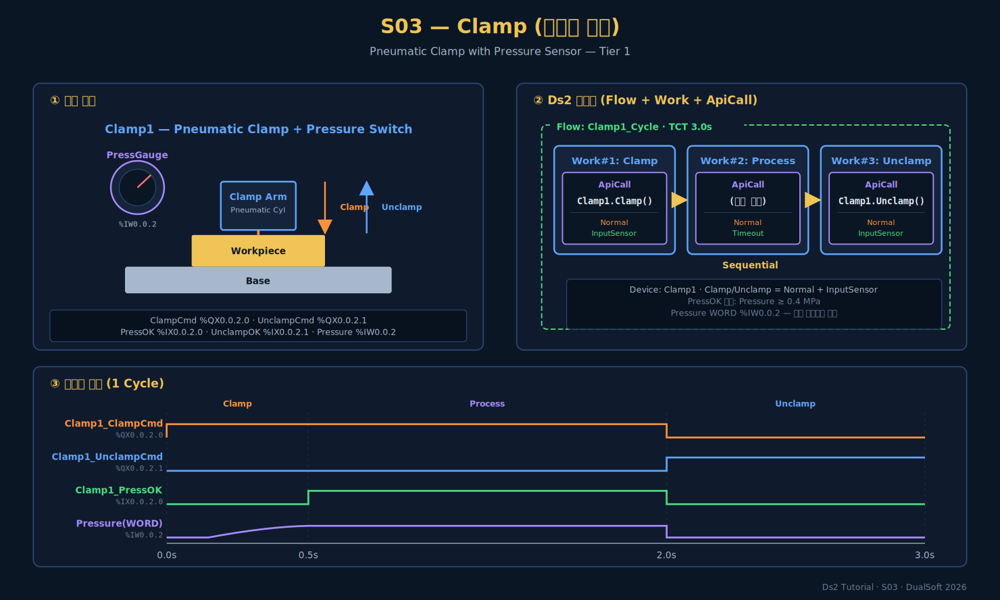 S03 — Clamp
Pneumatic Clamp with Pressure Sensor — Tier 1
①
Clamp1 — Pneumatic Clamp + Pressure Switch
PressGauge
%IW0.0.2
Clamp Arm
Pneumatic Cyl
Clamp
Unclamp
Workpiece
Base
ClampCmd %QX0.0.2.0 · UnclampCmd %QX0.0.2.1
PressOK %IX0.0.2.0 · UnclampOK %IX0.0.2.1 · Pressure %IW0.0.2
② Ds2 (Flow + Work + ApiCall)
Flow: Clamp1_Cycle · TCT 3.0s
Work#1: Clamp
ApiCall
Clamp1.Clamp()
Normal
InputSensor
Work#2: Process
ApiCall
Normal
Timeout
Work#3: Unclamp
ApiCall
Clamp1.Unclamp()
Normal
InputSensor
Sequential
Device: Clamp1 · Clamp/Unclamp = Normal + InputSensor
PressOK : Pressure ≥ 0.4 MPa
Pressure WORD %IW0.0.2 —
③ (1 Cycle)
Clamp
Process
Unclamp
Clamp1_ClampCmd
%QX0.0.2.0
Clamp1_UnclampCmd
%QX0.0.2.1
Clamp1_PressOK
%IX0.0.2.0
Pressure(WORD)
%IW0.0.2
0.0s
0.5s
2.0s
3.0s
Ds2 Tutorial · S03 · DualSoft 2026